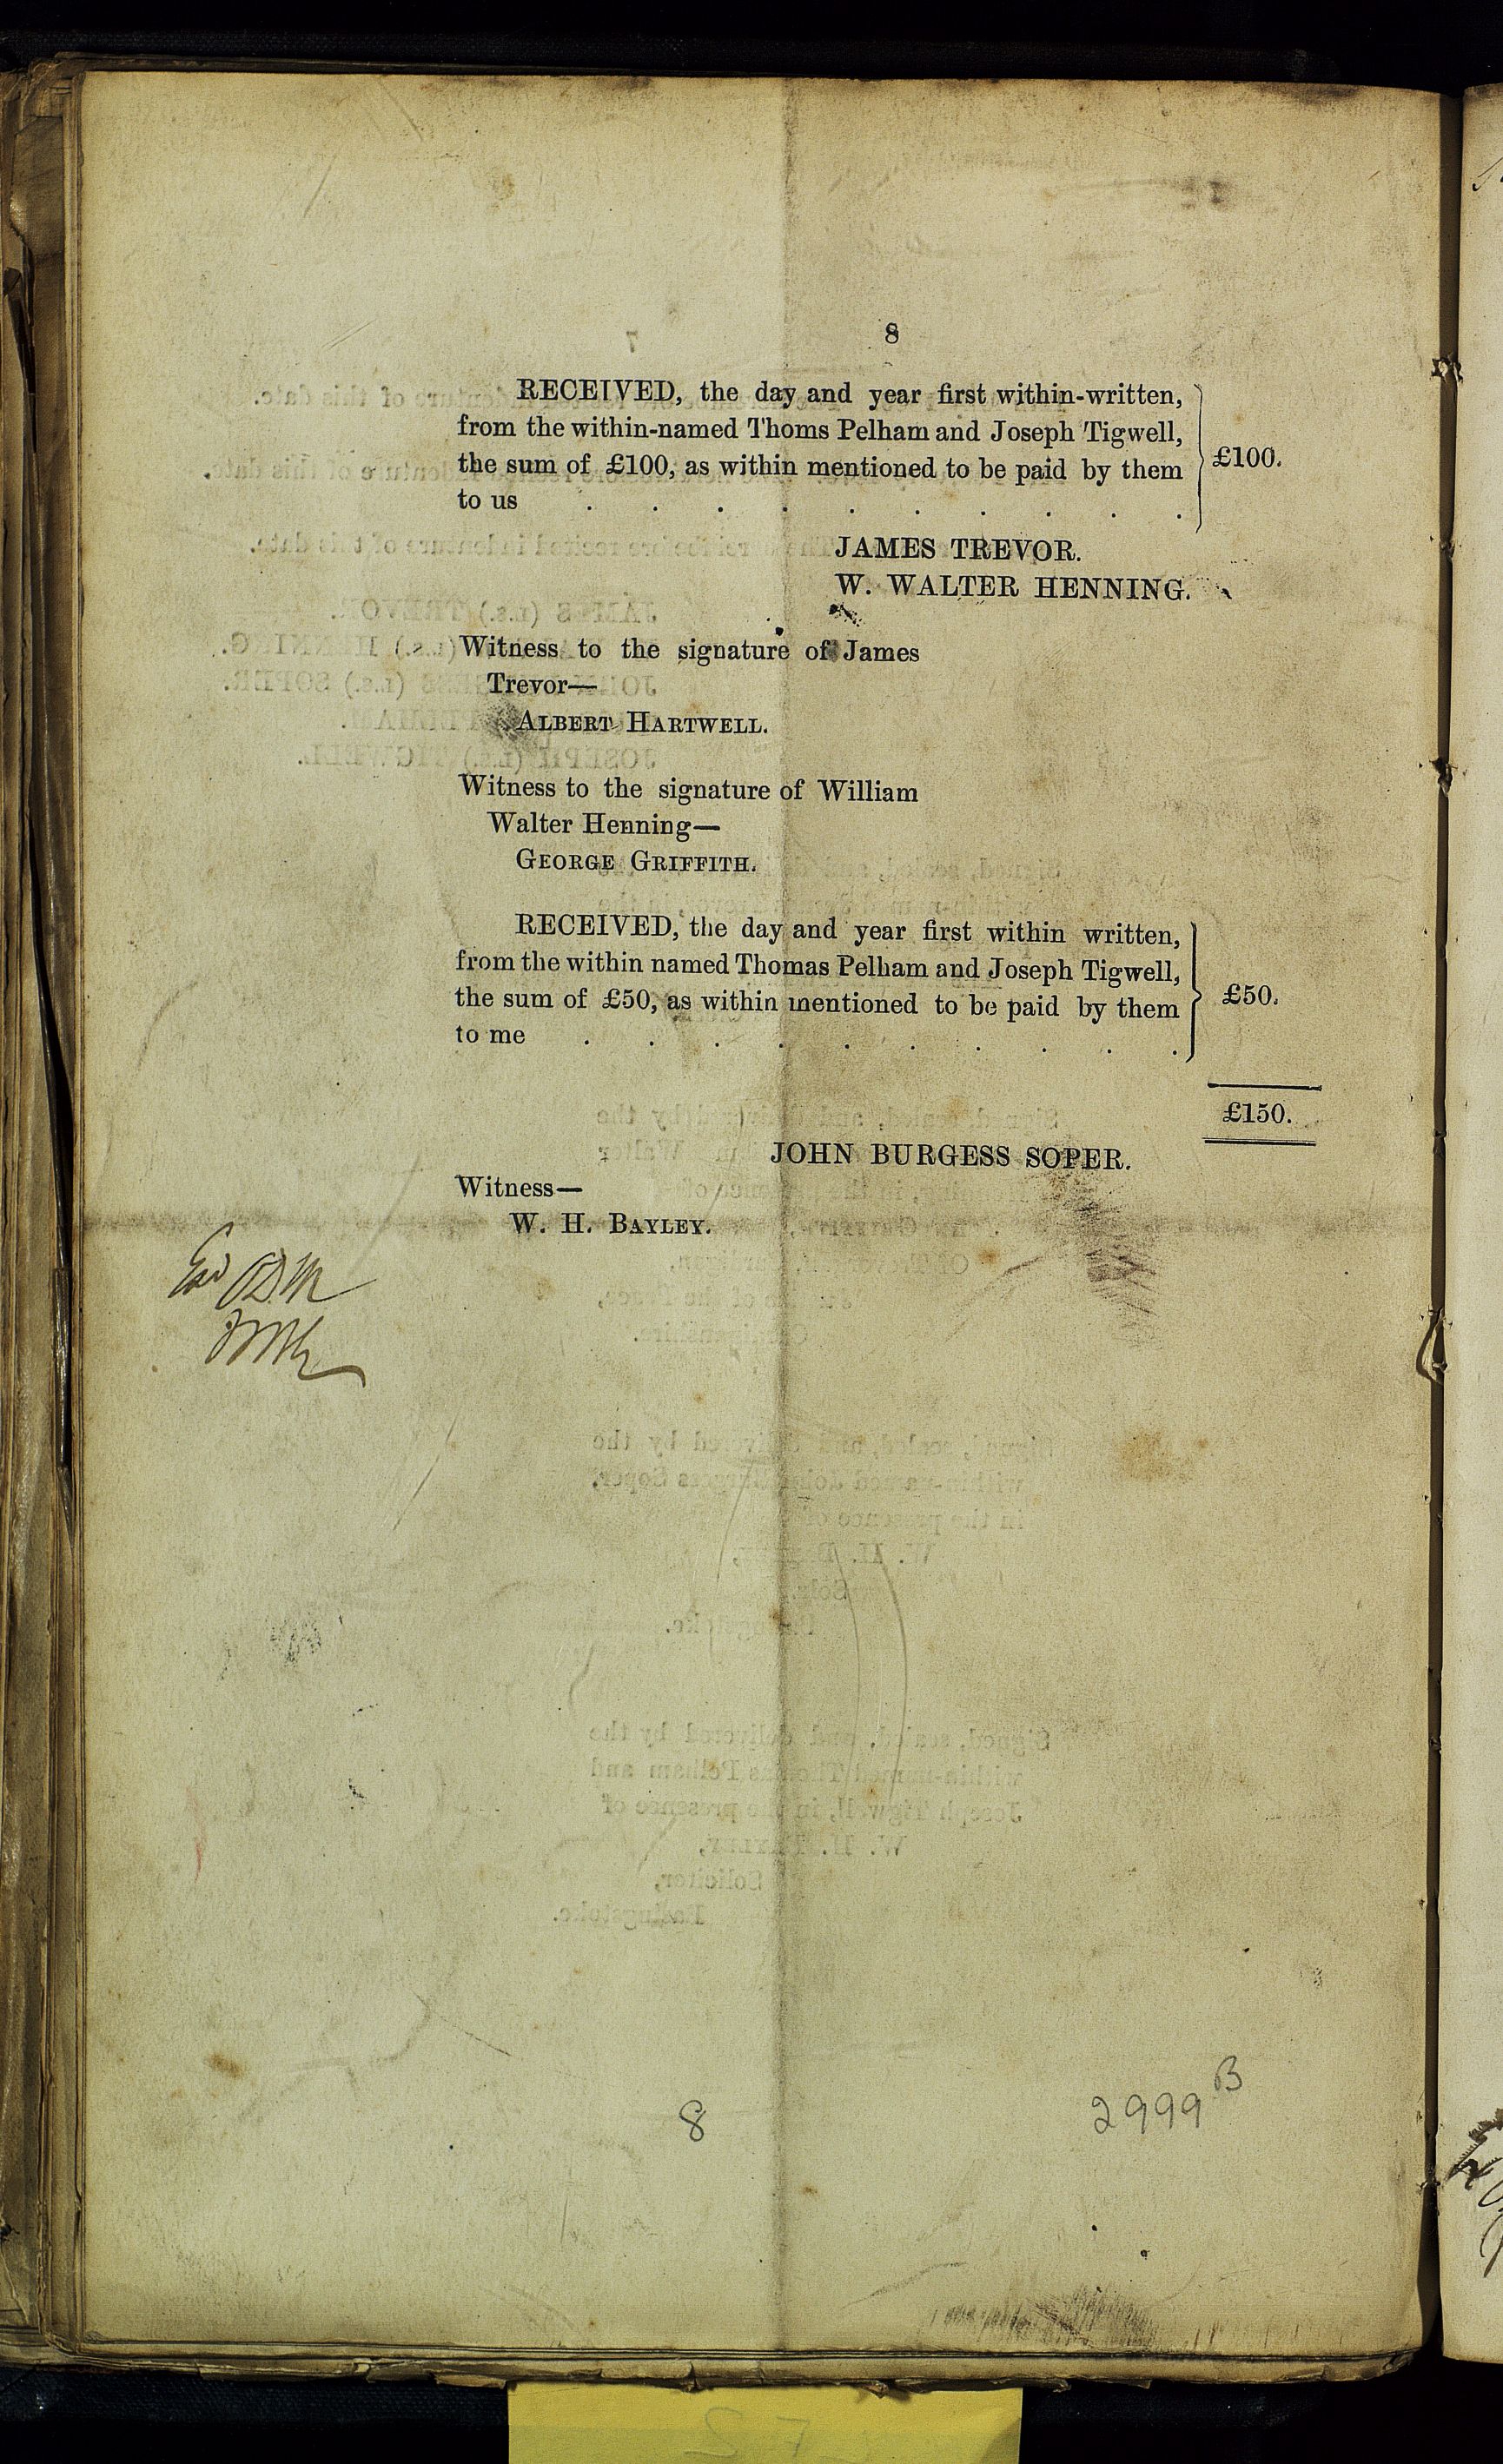 8
RECEIVED, the day and year first within-written,
from the within-named Thoms Pelham and Joseph Tigwell,
the sum of £100, as within mentioned to be paid by them
to us . . . . . . . . . .
£100.
JAMES TREVOR.
W. WALTER HENNING.
Witness to the signature of James
Trevor—
ALBERT HARTWELL.
Witness to the signature of William
Walter Henning—
GEORGE GRIFFITH.
RECEIVED, the day and year first within written,
from the within named Thomas Pelham and Joseph Tigwell,
the sum of £50, as within mentioned to be paid by them
to me . . . . . . . . . .
£50.
£150.
JOHN BURGESS SOPER.
Witness—
W. H. BAYLEY.
8
2999 B